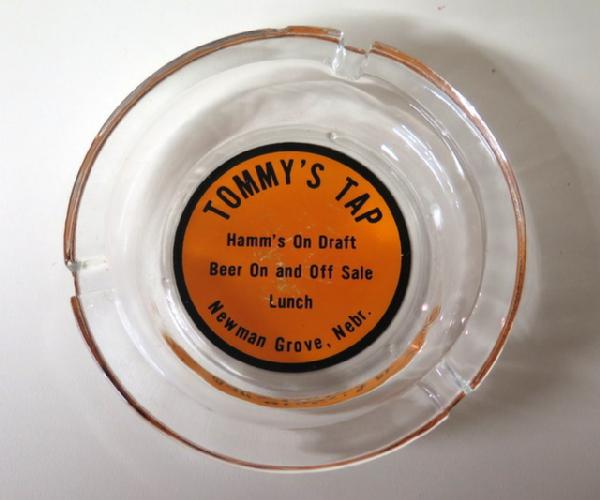 TOMMY'S TAP
Hamm's On Draft
Beer On and Off Sale
Lunch
Newman Grove, Nebr.